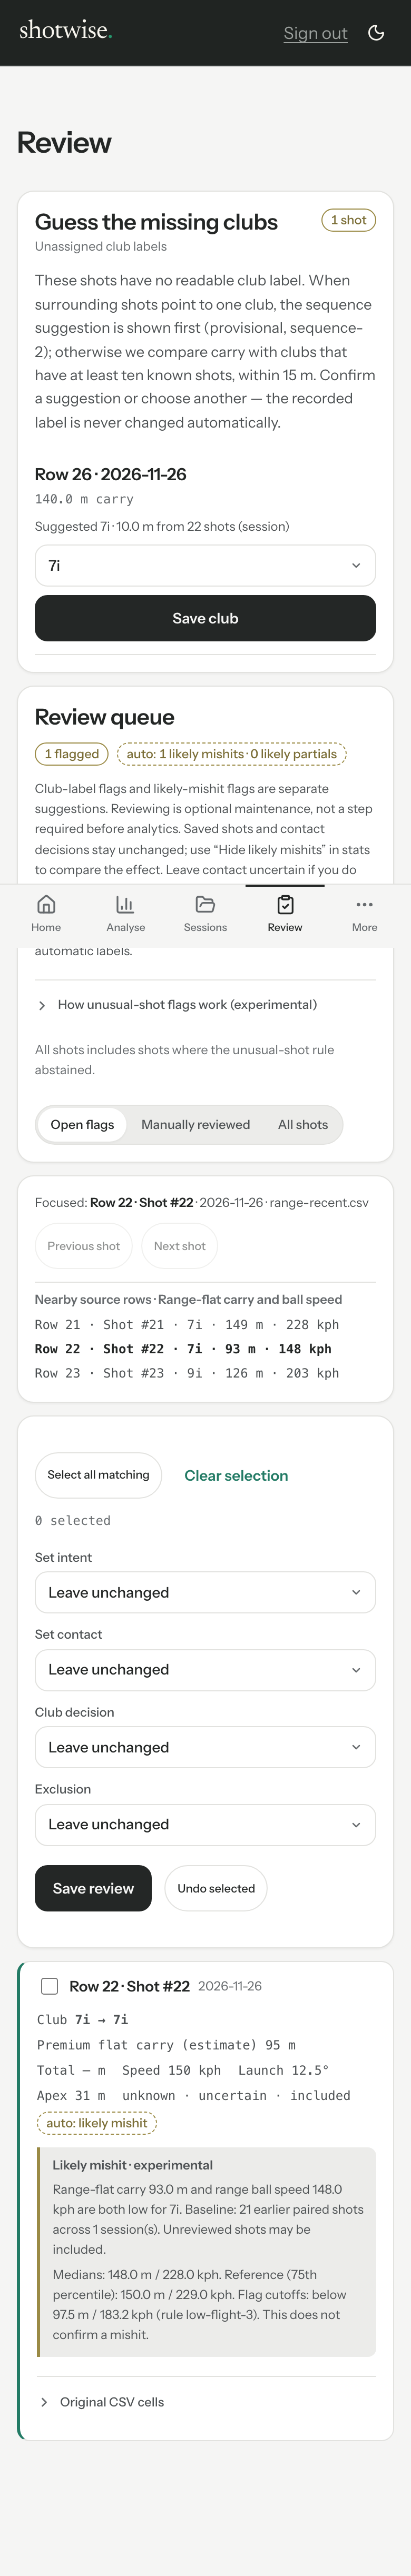 shotwise.
Sign out
Review
Guess the missing clubs
1 shot
Unassigned club labels
These shots have no readable club label. When
surrounding shots point to one club, the sequence
suggestion is shown first (provisional, sequence-
2); otherwise we compare carry with clubs that
have at least ten known shots, within 15 m. Confirm
a suggestion or choose another — the recorded
label is never changed automatically.
Row 26 · 2026-11-26
140.0 m carry
Suggested 7i · 10.0 m from 22 shots (session)
7i
Save club
Review queue
1 flagged
auto: 1 likely mishits · 0 likely partials
Club-label flags and likely-mishit flags are separate
suggestions. Reviewing is optional maintenance, not a step
required before analytics. Saved shots and contact
decisions stay unchanged; use “Hide likely mishits” in stats
to compare the effect. Leave contact uncertain if you do
Home
Analyse
Sessions
Review
More
automatic labels.
How unusual-shot flags work (experimental)
All shots includes shots where the unusual-shot rule
abstained.
Open flags
Manually reviewed
All shots
Focused: Row 22 · Shot #22 · 2026-11-26 · range-recent.csv
Previous shot
Next shot
Nearby source rows · Range-flat carry and ball speed
Row 21 · Shot #21 · 7i · 149 m · 228 kph
Row 22 · Shot #22 · 7i · 93 m · 148 kph
Row 23 · Shot #23 · 9i · 126 m · 203 kph
Select all matching
Clear selection
0 selected
Set intent
Leave unchanged
Set contact
Leave unchanged
Club decision
Leave unchanged
Exclusion
Leave unchanged
Save review
Undo selected
Row 22 · Shot #22 2026-11-26
Club 7i → 7i
Premium flat carry (estimate) 95 m
Total — m Speed 150 kph Launch 12.5°
Apex 31 m unknown · uncertain · included
auto: likely mishit
Likely mishit · experimental
Range-flat carry 93.0 m and range ball speed 148.0
kph are both low for 7i. Baseline: 21 earlier paired shots
across 1 session(s). Unreviewed shots may be
included.
Medians: 148.0 m / 228.0 kph. Reference (75th
percentile): 150.0 m / 229.0 kph. Flag cutoffs: below
97.5 m / 183.2 kph (rule low-flight-3). This does not
confirm a mishit.
Original CSV cells